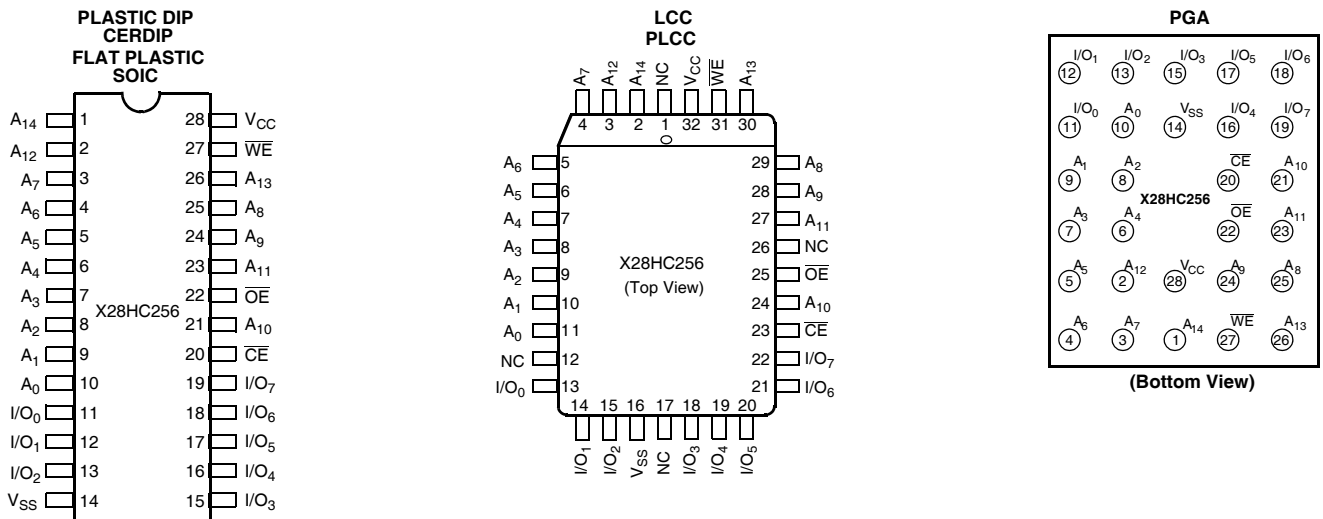 PLASTIC DIP
CERDIP
FLAT PLASTIC
SOIC
A14 1 28 VCC
A12 2 27 W̅E̅
A7 3 26 A13
A6 4 25 A8
A5 5 24 A9
A4 6 23 A11
A3 7 22 O̅E̅
X28HC256
A2 8 21 A10
A1 9 20 C̅E̅
A0 10 19 I/O7
I/O0 11 18 I/O6
I/O1 12 17 I/O5
I/O2 13 16 I/O4
VSS 14 15 I/O3
LCC
PLCC
A7 A12 A14 NC VCC W̅E̅ A13
4 3 2 1 32 31 30
A6 5 29 A8
A5 6 28 A9
A4 7 27 A11
A3 8 26 NC
X28HC256
A2 9 25 O̅E̅
(Top View)
A1 10 24 A10
A0 11 23 C̅E̅
NC 12 22 I/O7
I/O0 13 21 I/O6
14 15 16 17 18 19 20
I/O1 I/O2 VSS NC I/O3 I/O4 I/O5
PGA
I/O1 I/O2 I/O3 I/O5 I/O6
12 13 15 17 18
I/O0 A0 VSS I/O4 I/O7
11 10 14 16 19
A1 A2 C̅E̅ A10
9 8 20 21
X28HC256
A3 A4 O̅E̅ A11
7 6 22 23
A5 A12 VCC A9 A8
5 2 28 24 25
A6 A7 A14 W̅E̅ A13
4 3 1 27 26
(Bottom View)